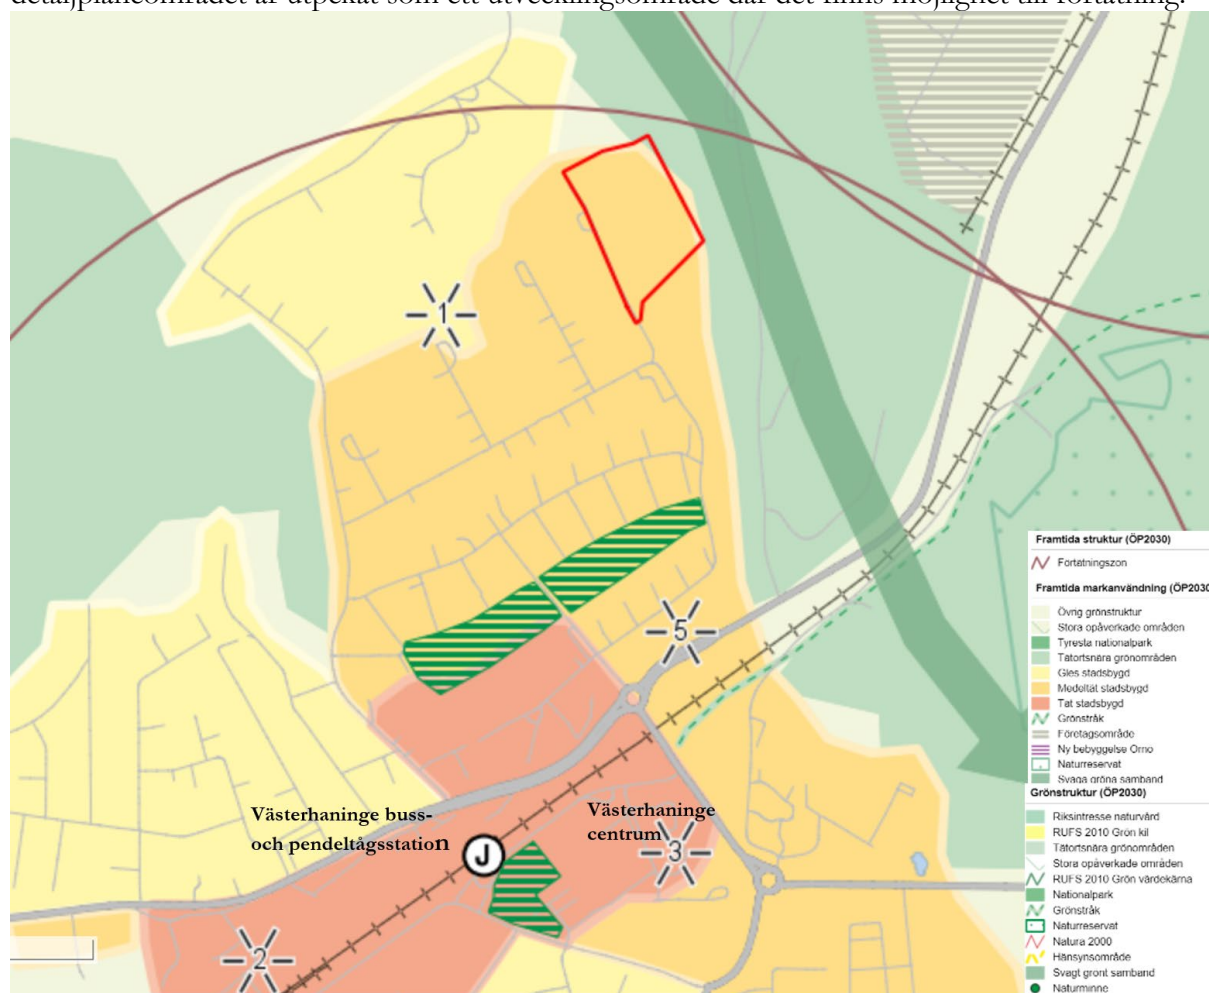 detaljplaneområdet är utpekat som ett utvecklingsområde där det finns möjlighet till förtätning.
1
5
Västerhaninge buss-
och pendeltågsstation
J
Västerhaninge
centrum
3
2
Framtida struktur (ÖP2030)
Förtätningszon
Framtida markanvändning (ÖP2030
Övrig grönstruktur
Stora opåverkade områden
Tyresta nationalpark
Tätortsnära grönområden
Gles stadsbygd
Medeltät stadsbygd
Tät stadsbygd
Grönstråk
Företagsområde
Ny bebyggelse Ornö
Naturreservat
Svaga gröna samband
Grönstruktur (ÖP2030)
Riksintresse naturvård
RUFS 2010 Grön kil
Tätortsnära grönområden
Stora opåverkade områden
RUFS 2010 Grön värdekärna
Nationalpark
Grönstråk
Naturreservat
Natura 2000
Hänsynsområde
Svagt grönt samband
Naturminne